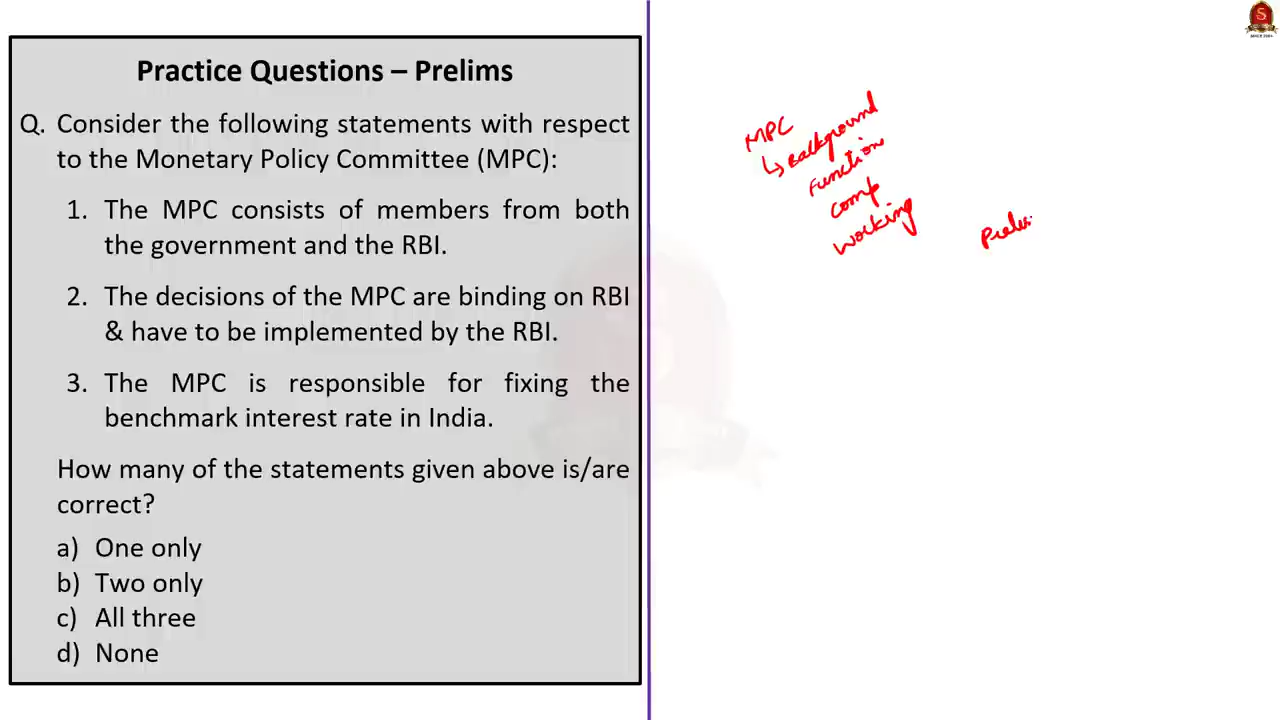 Practice Questions – Prelims
Q. Consider the following statements with respect
to the Monetary Policy Committee (MPC):
1. The MPC consists of members from both
the government and the RBI.
2. The decisions of the MPC are binding on RBI
& have to be implemented by the RBI.
3. The MPC is responsible for fixing the
benchmark interest rate in India.
How many of the statements given above is/are
correct?
a) One only
b) Two only
c) All three
d) None
MPC
↳ Background
Function
Comp
Working
S
SINCE 2004